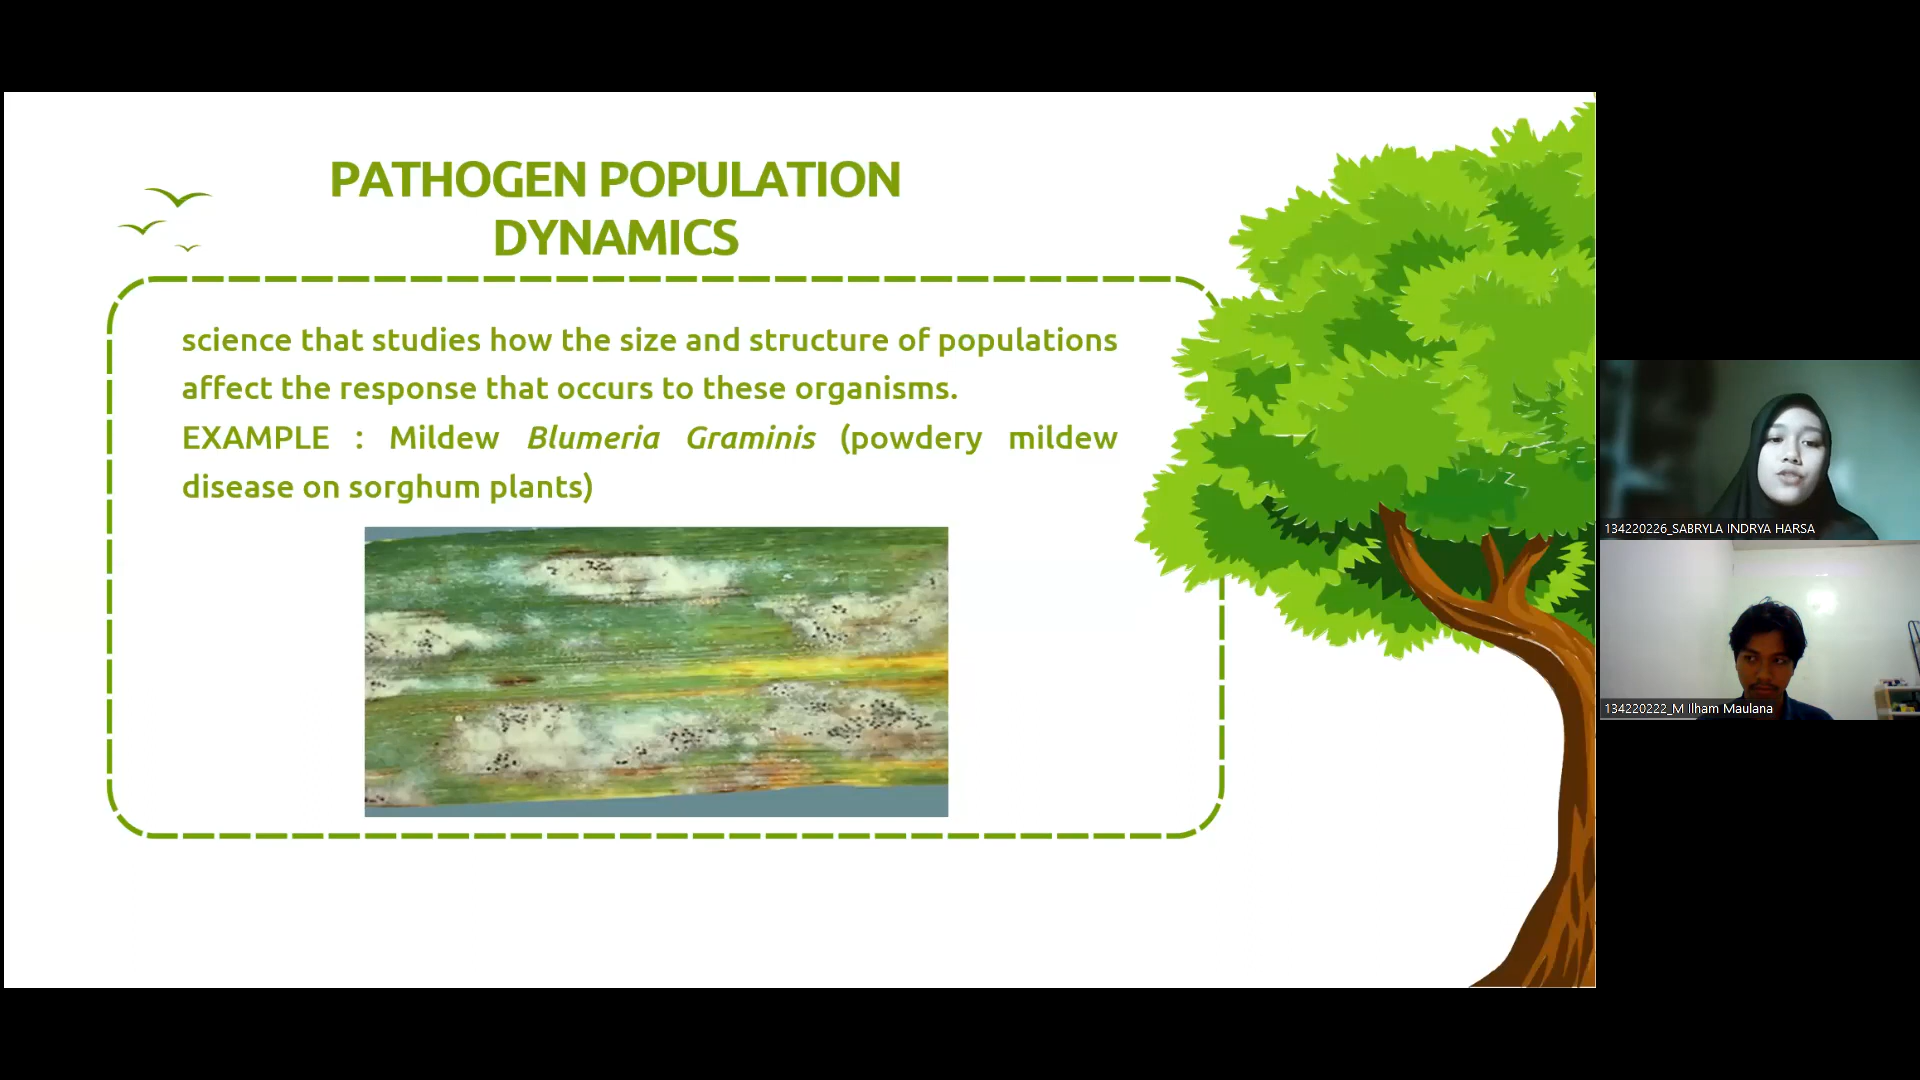 PATHOGEN POPULATION
DYNAMICS
science that studies how the size and structure of populations
affect the response that occurs to these organisms.
EXAMPLE : Mildew Blumeria Graminis (powdery mildew
disease on sorghum plants)
134220226_SABRYLA INDRYA HARSA
134220222_M Ilham Maulana